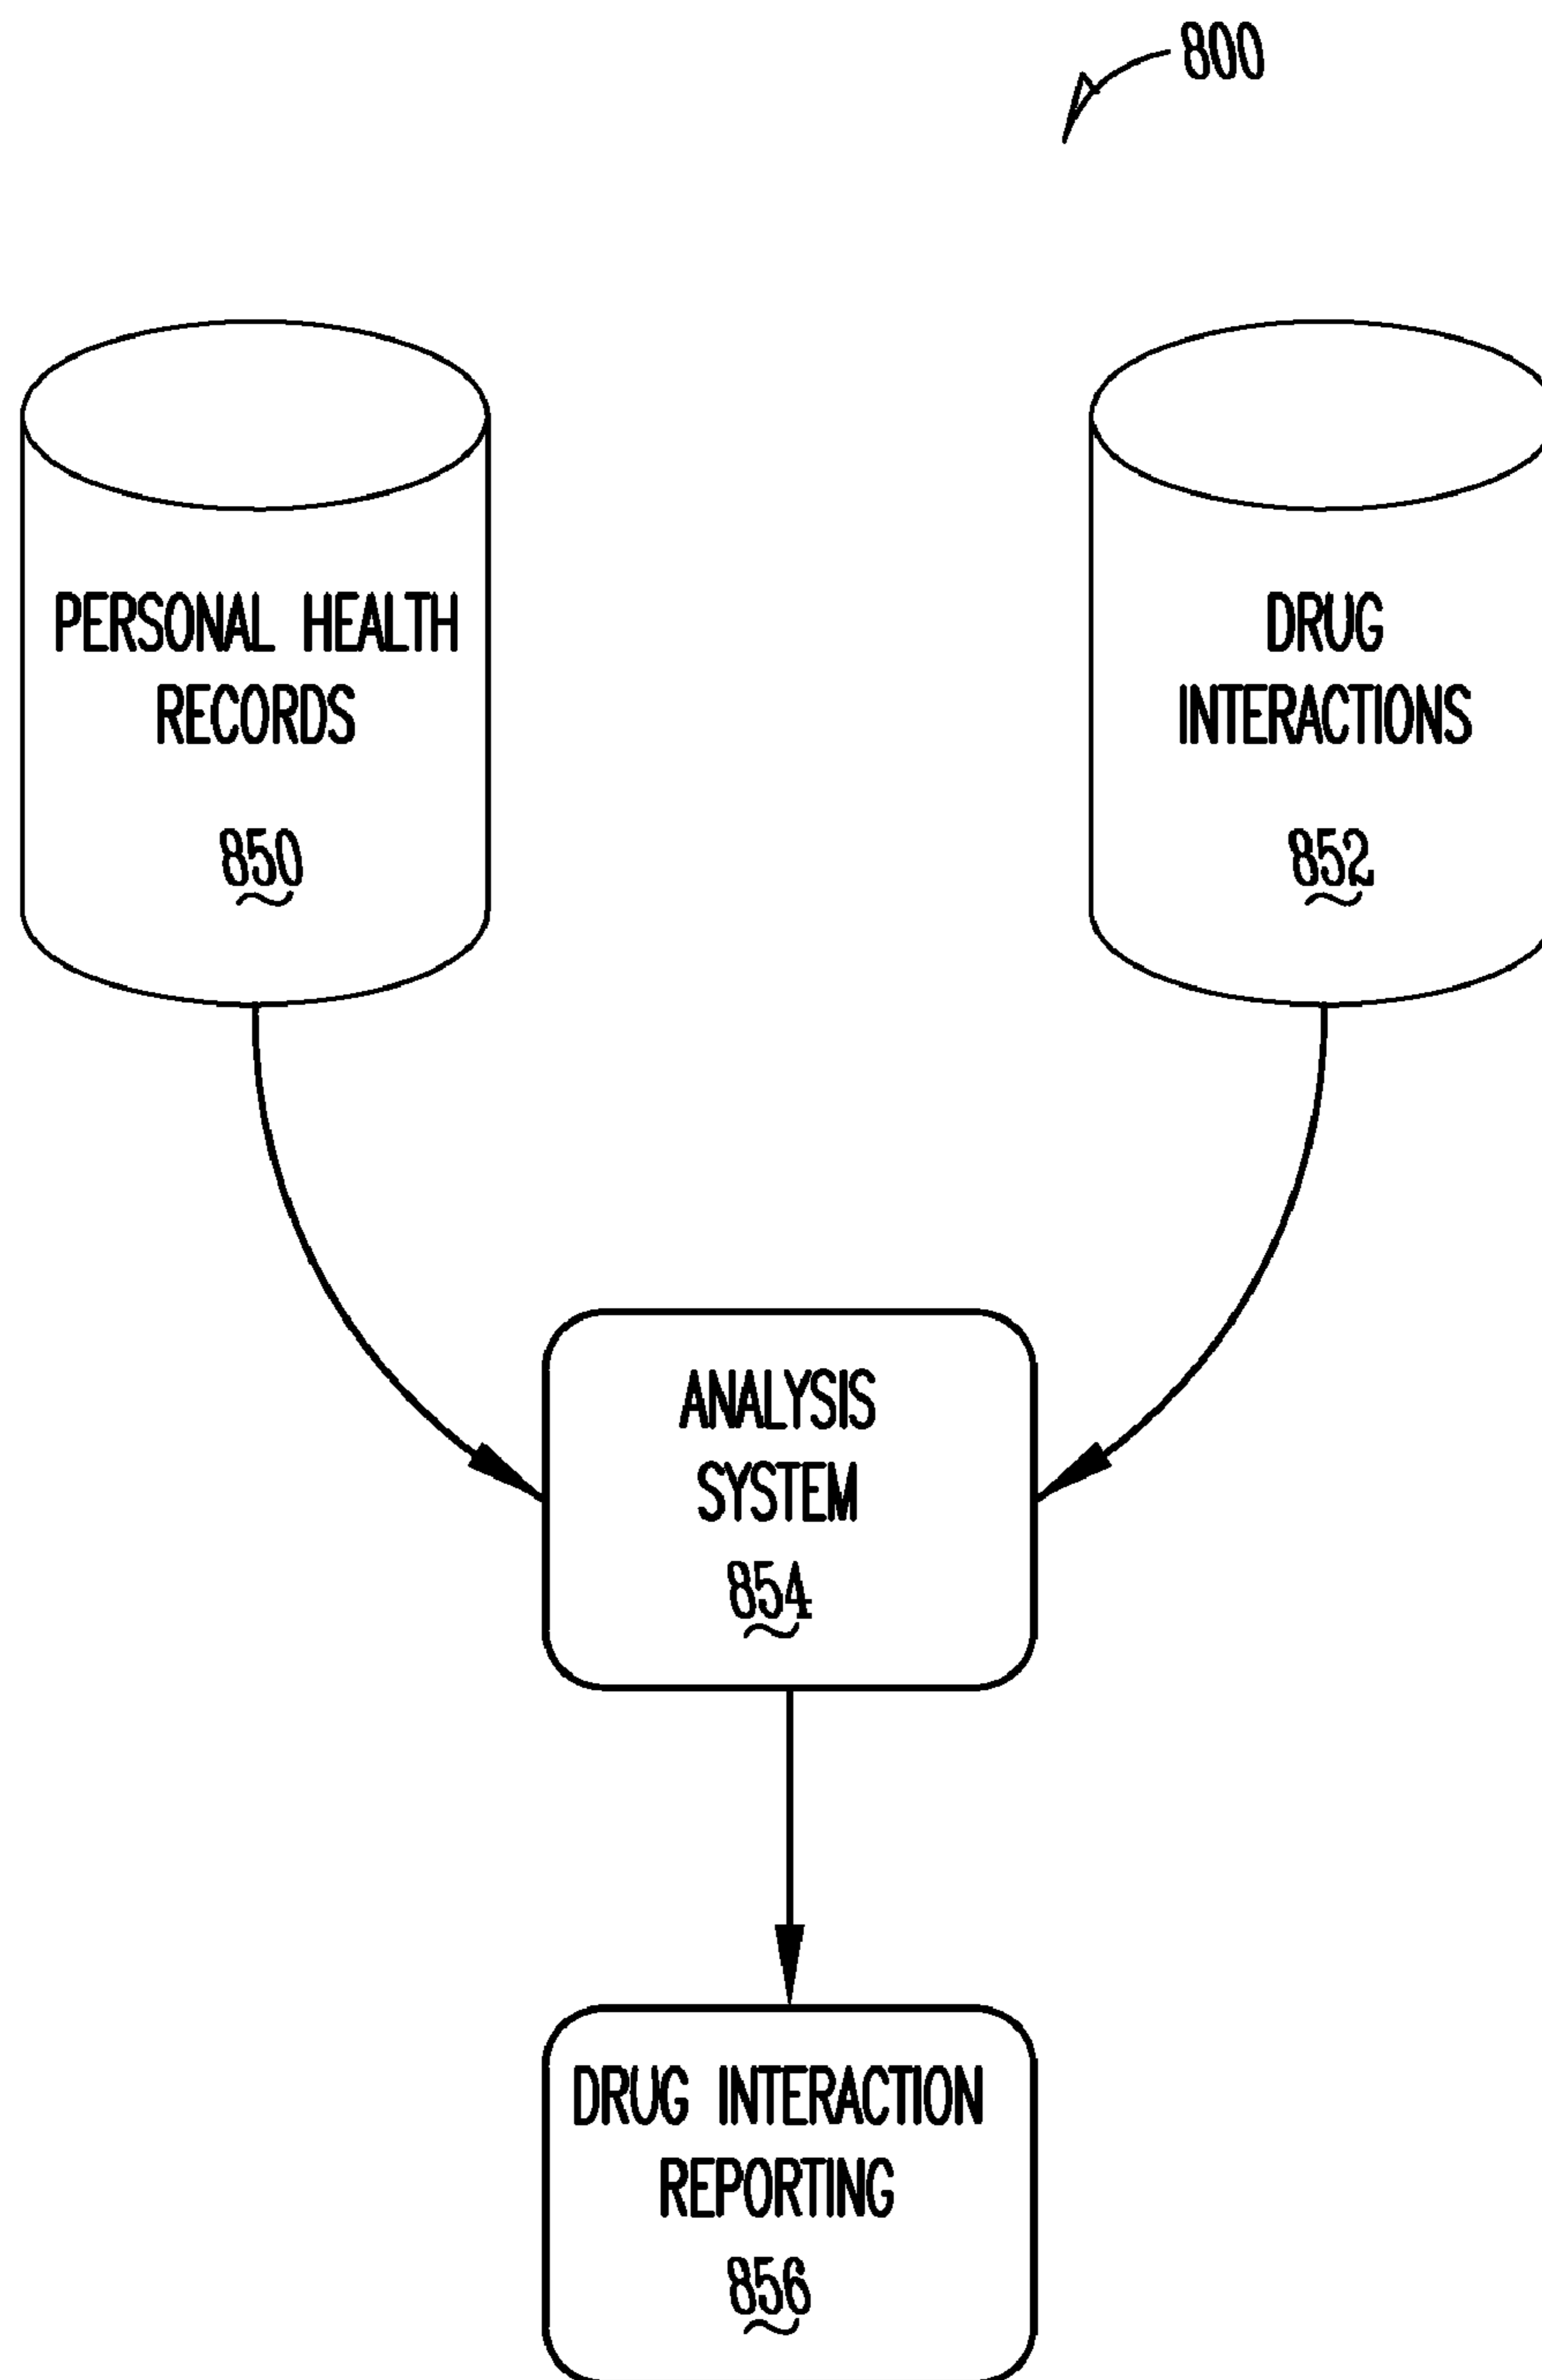 800
PERSONAL HEALTH
RECORDS
850
DRUG
INTERACTIONS
852
ANALYSIS
SYSTEM
854
DRUG INTERACTION
REPORTING
856